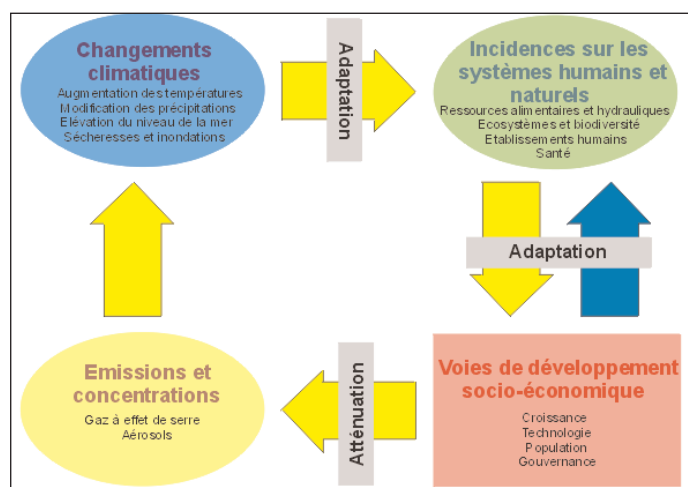 Changements
climatiques
Augmentation des températures
Modification des précipitations
Elévation du niveau de la mer
Sécheresses et inondations
Adaptation
Incidences sur les
systèmes humains et
naturels
Ressources alimentaires et hydrauliques
Ecosystèmes et biodiversité
Etablissements humains
Santé
Adaptation
Emissions et
concentrations
Gaz à effet de serre
Aérosols
Atténuation
Voies de développement
socio-économique
Croissance
Technologie
Population
Gouvernance